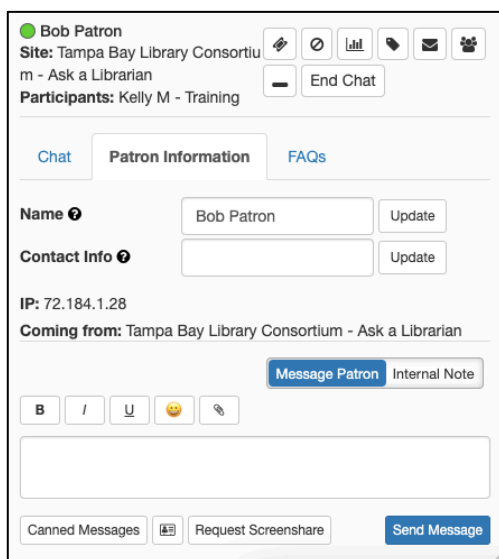 Bob Patron
Site: Tampa Bay Library Consortiu
m - Ask a Librarian
Participants: Kelly M - Training
End Chat
Chat Patron Information FAQs
Name Bob Patron Update
Contact Info Update
IP: 72.184.1.28
Coming from: Tampa Bay Library Consortium - Ask a Librarian
Message Patron Internal Note
B I U
Canned Messages Request Screenshare Send Message